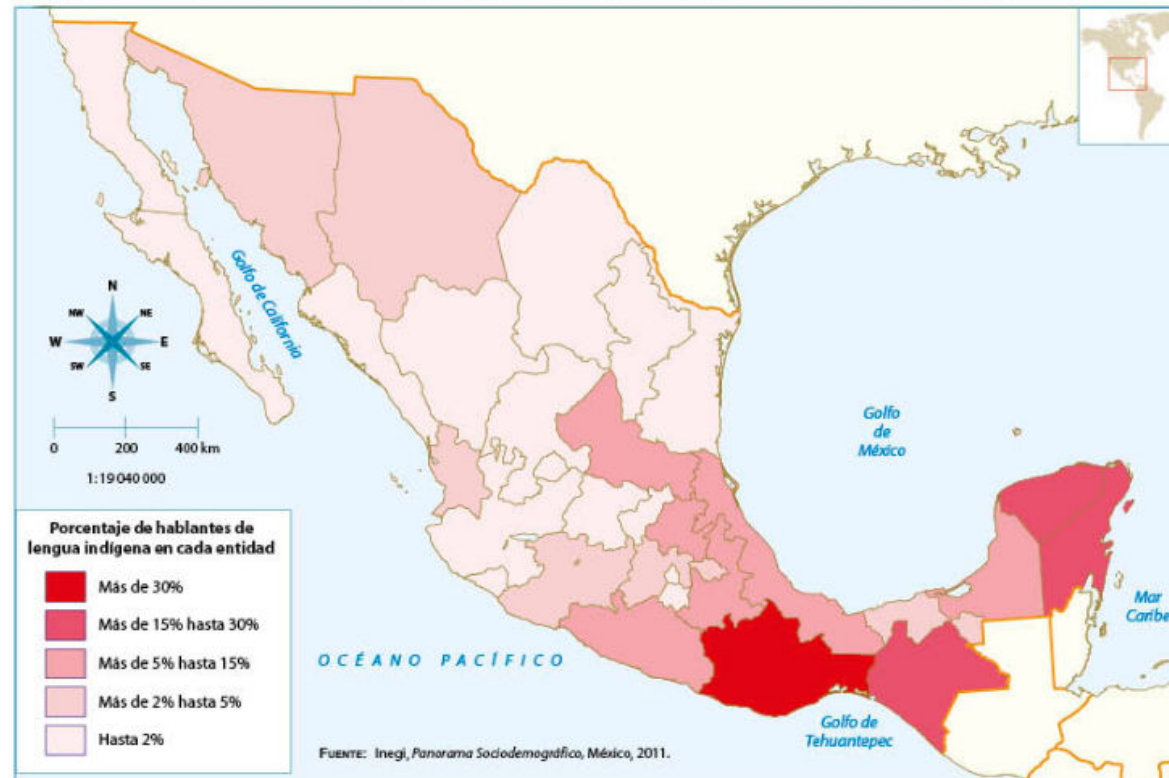 N
NW
NE
W
E
SW
SE
S
0 200 400 km
1:19 040 000
Golfo de California
Golfo
de
México
Mar
Caribe
OCÉANO PACÍFICO
Golfo de
Tehuantepec
Porcentaje de hablantes de
lengua indígena en cada entidad
Más de 30%
Más de 15% hasta 30%
Más de 5% hasta 15%
Más de 2% hasta 5%
Hasta 2%
FUENTE: Inegi, Panorama Sociodemográfico, México, 2011.